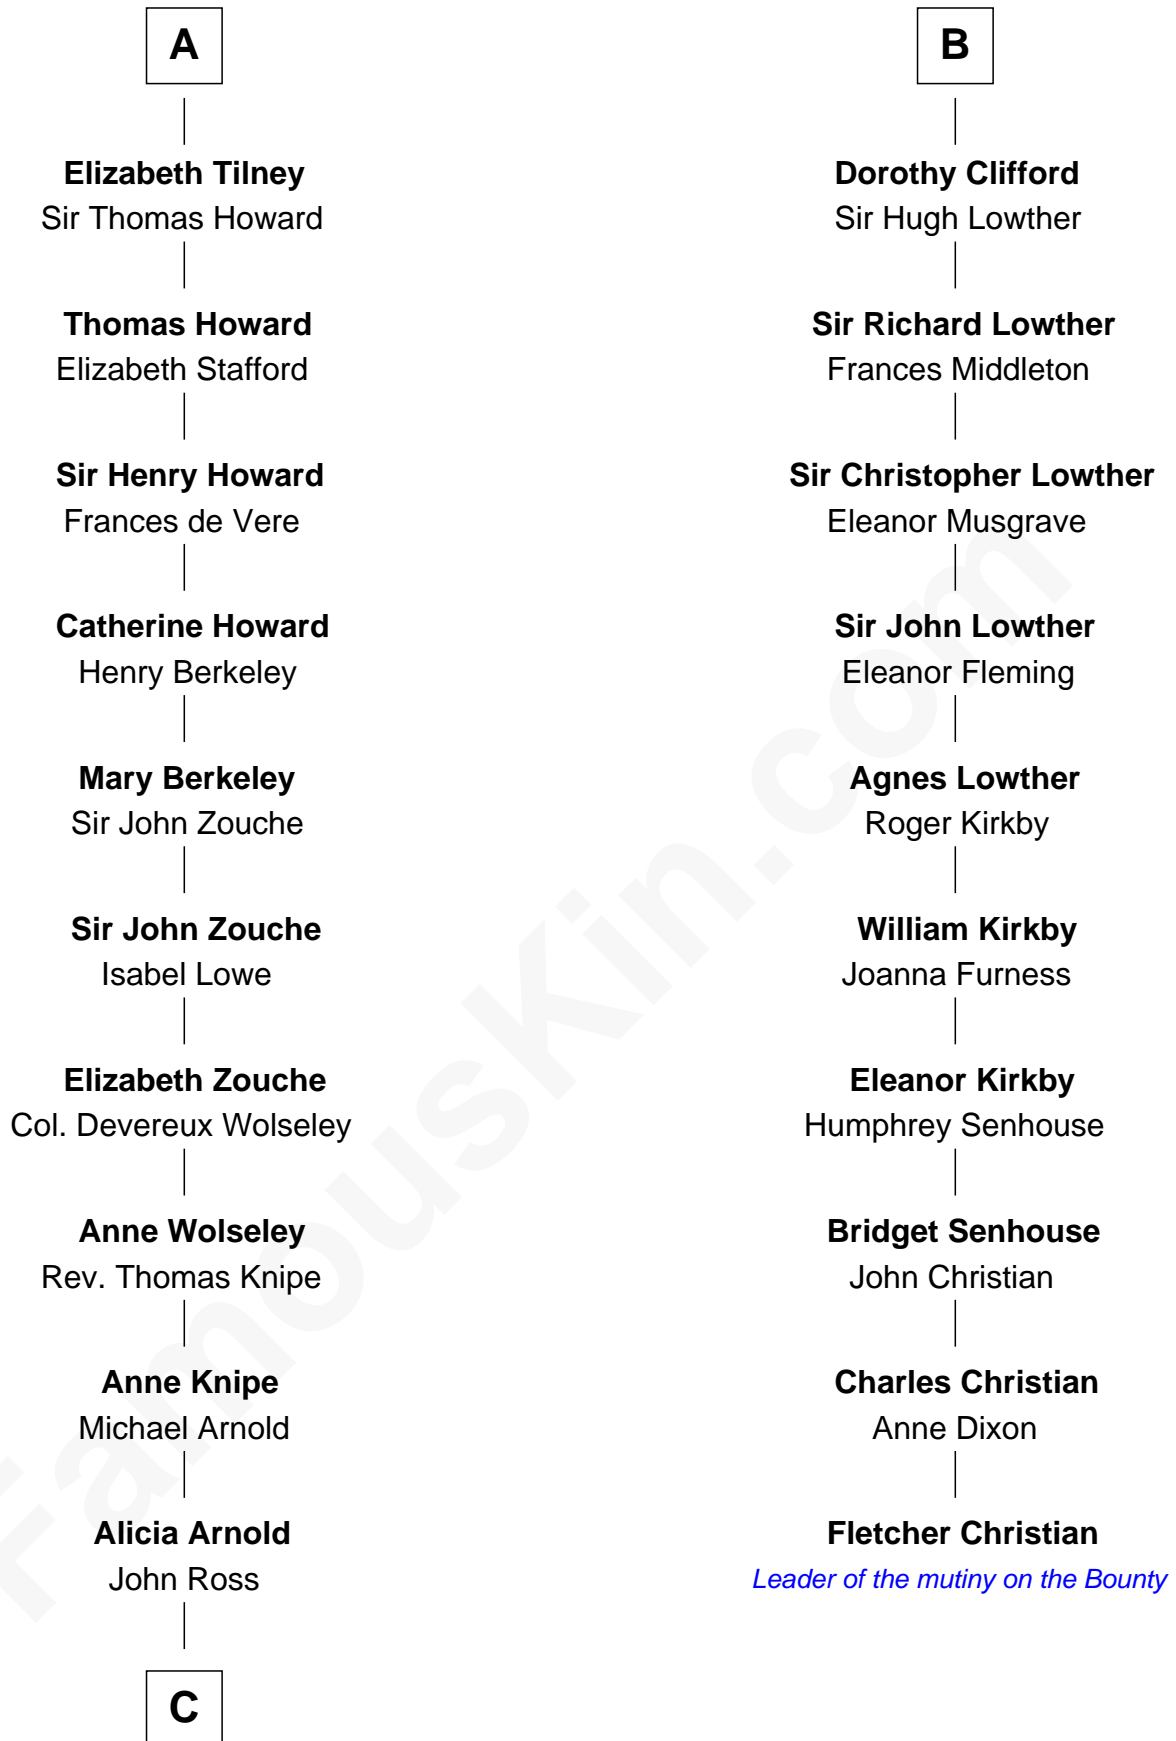 A
Elizabeth Tilney
Sir Thomas Howard
Thomas Howard
Elizabeth Stafford
Sir Henry Howard
Frances de Vere
Catherine Howard
Henry Berkeley
Mary Berkeley
Sir John Zouche
Sir John Zouche
Isabel Lowe
Elizabeth Zouche
Col. Devereux Wolseley
Anne Wolseley
Rev. Thomas Knipe
Anne Knipe
Michael Arnold
Alicia Arnold
John Ross
C
B
Dorothy Clifford
Sir Hugh Lowther
Sir Richard Lowther
Frances Middleton
Sir Christopher Lowther
Eleanor Musgrave
Sir John Lowther
Eleanor Fleming
Agnes Lowther
Roger Kirkby
William Kirkby
Joanna Furness
Eleanor Kirkby
Humphrey Senhouse
Bridget Senhouse
John Christian
Charles Christian
Anne Dixon
Fletcher Christian
Leader of the mutiny on the Bounty
FamousKin.com